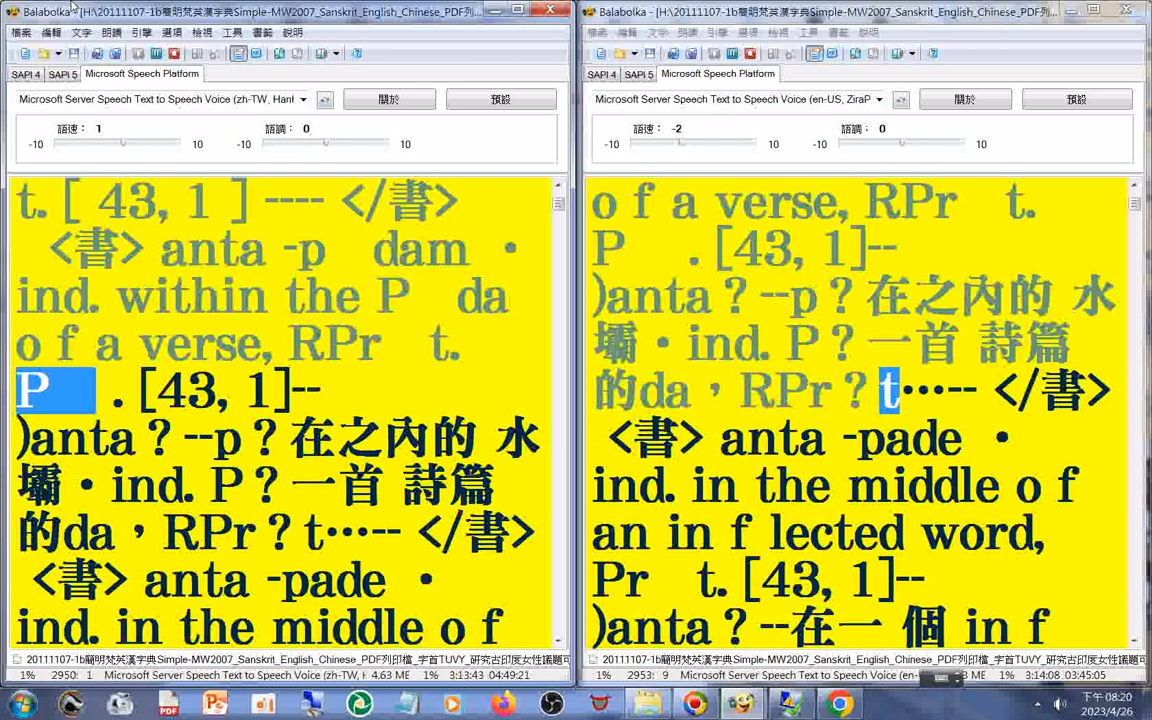 Balabolka - [H:\20111107-1b簡明梵英漢字典Simple-MW2007_Sanskrit_English_Chinese_PDF列...
檔案 編輯 文字 朗讀 引擎 選項 檢視 工具 書籤 說明
SAPI 4 SAPI 5 Microsoft Speech Platform
Microsoft Server Speech Text to Speech Voice (zh-TW, Han
關於 預設
語速： 1 語調： 0
-10 10 -10 10
t. [ 43, 1 ] ---- </書>
<書> anta -p dam •
ind. within the P da
o f a verse, RPr t.
P . [43, 1]--
)anta？--p？在之內的 水
壩•ind. P？一首 詩篇
的da，RPr？t…-- </書>
<書> anta -pade •
ind. in the middle o f
20111107-1b簡明梵英漢字典Simple-MW2007_Sanskrit_English_Chinese_PDF列印檔_字首TUVY_研究古印度女性議題可
1% 2950: 1 Microsoft Server Speech Text to Speech Voice (zh-TW, H 4.63 ME 1% 3:13:43 04:49:21
Balabolka - [H:\20111107-1b簡明梵英漢字典Simple-MW2007_Sanskrit_English_Chinese_PDF列印...
檔案 編輯 文字 朗讀 引擎 選項 檢視 工具 書籤 說明
SAPI 4 SAPI 5 Microsoft Speech Platform
Microsoft Server Speech Text to Speech Voice (en-US, ZiraP
關於 預設
語速： -2 語調： 0
-10 10 -10 10
o f a verse, RPr t.
P . [43, 1]--
)anta？--p？在之內的 水
壩•ind. P？一首 詩篇
的da，RPr？t…-- </書>
<書> anta -pade •
ind. in the middle o f
an in f lected word,
Pr t. [43, 1]--
)anta？--在一 個 in f
20111107-1b簡明梵英漢字典Simple-MW2007_Sanskrit_English_Chinese_PDF列印檔_字首TUVY_研究古印度女性議題可
1% 2953: 9 Microsoft Server Speech Text to Speech Voice 1% 3:14:08 03:45:05
下午 08:20
2023/4/26